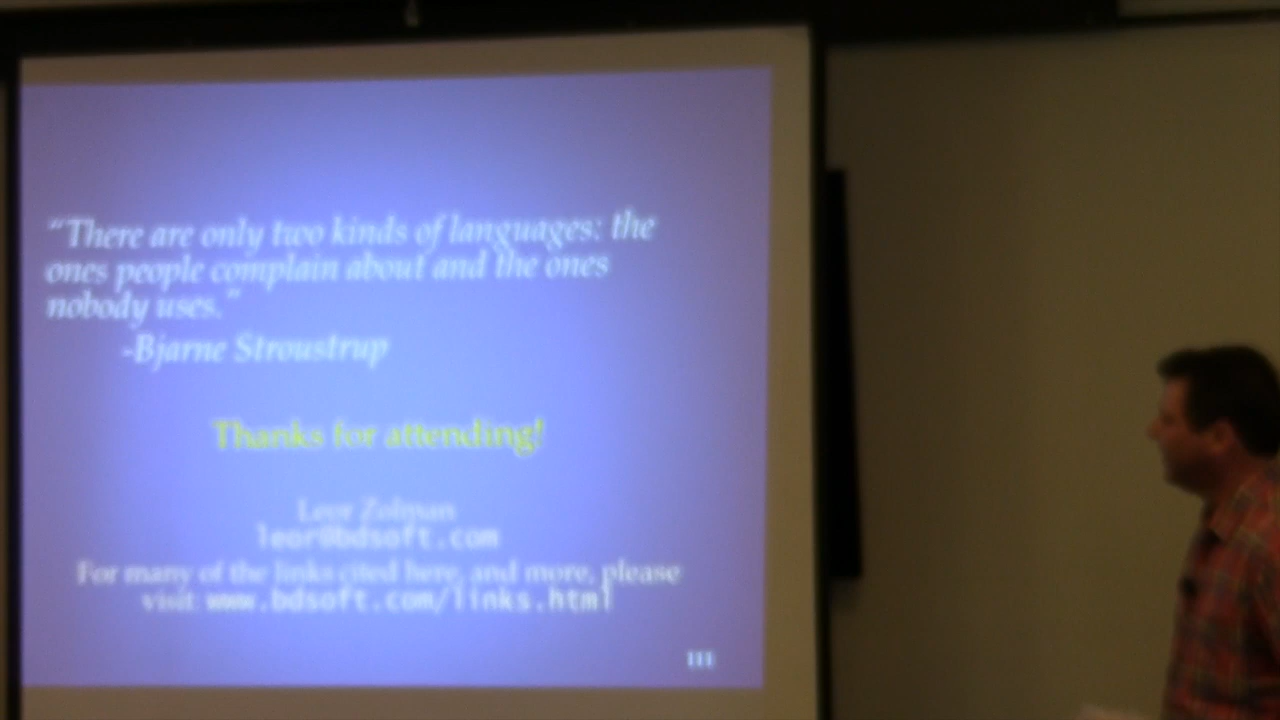 “There are only two kinds of languages: the
ones people complain about and the ones
nobody uses.”
-Bjarne Stroustrup
Thanks for attending!
Leor Zolman
leor@bdsoft.com
For many of the links cited here, and more, please
visit www.bdsoft.com/links.html
111